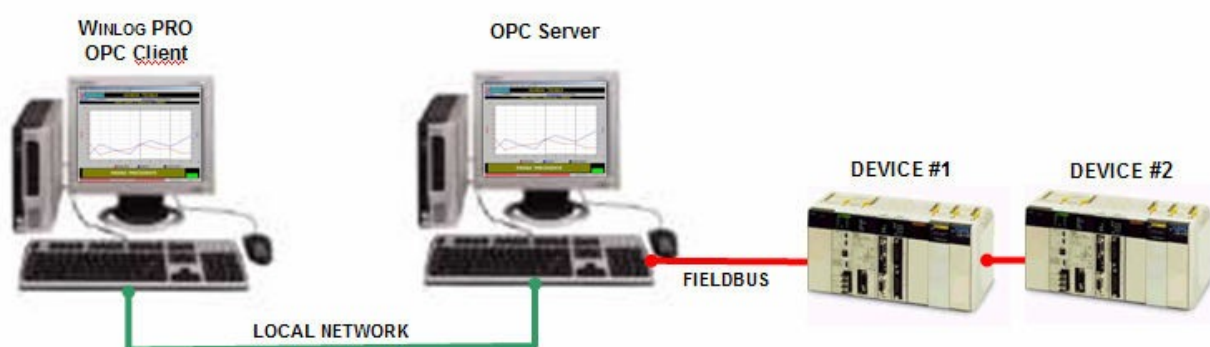 WINLOG PRO
OPC Client
OPC Server
DEVICE #1
DEVICE #2
FIELDBUS
LOCAL NETWORK